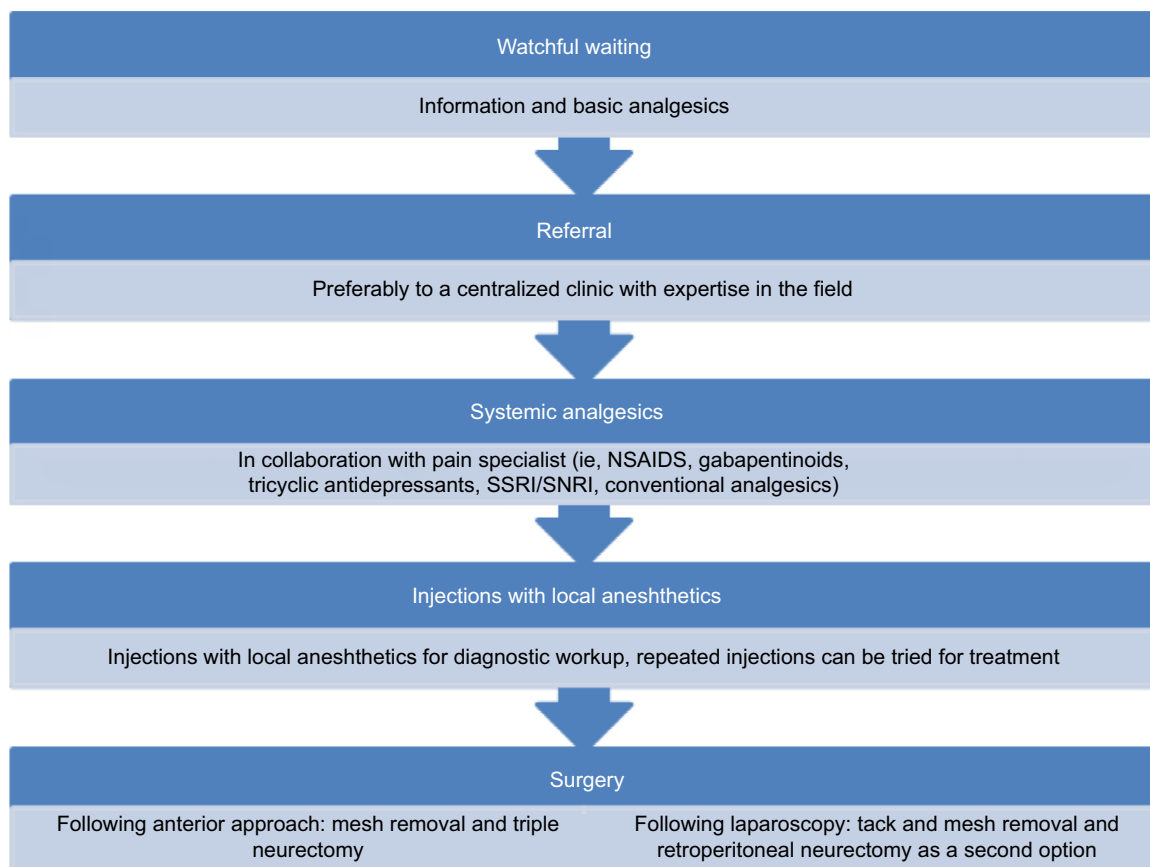 Watchful waiting
Information and basic analgesics
Referral
Preferably to a centralized clinic with expertise in the field
Systemic analgesics
In collaboration with pain specialist (ie, NSAIDS, gabapentinoids,
tricyclic antidepressants, SSRI/SNRI, conventional analgesics)
Injections with local aneshthetics
Injections with local aneshthetics for diagnostic workup, repeated injections can be tried for treatment
Surgery
Following anterior approach: mesh removal and triple
neurectomy
Following laparoscopy: tack and mesh removal and
retroperitoneal neurectomy as a second option